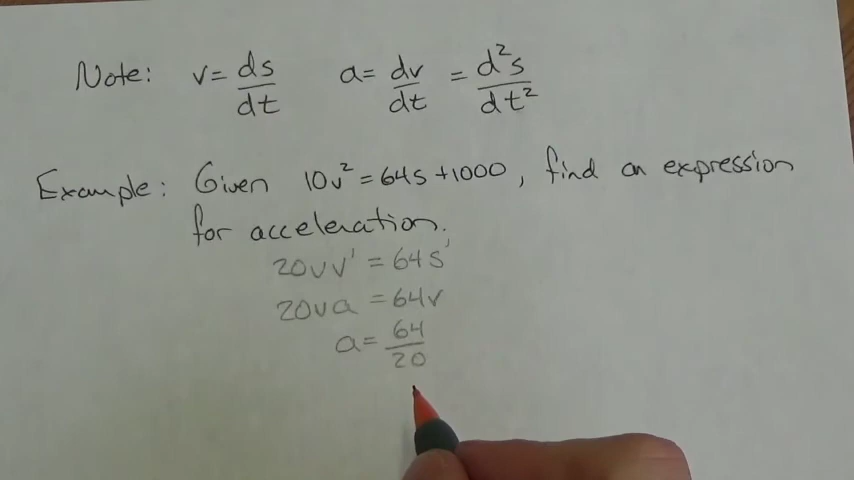 Note: v = ds/dt a = dv/dt = d²s/dt²
Example: Given 10v² = 64s + 1000, find an expression
for acceleration.
20vv' = 64s'
20va = 64v
a = 64/20